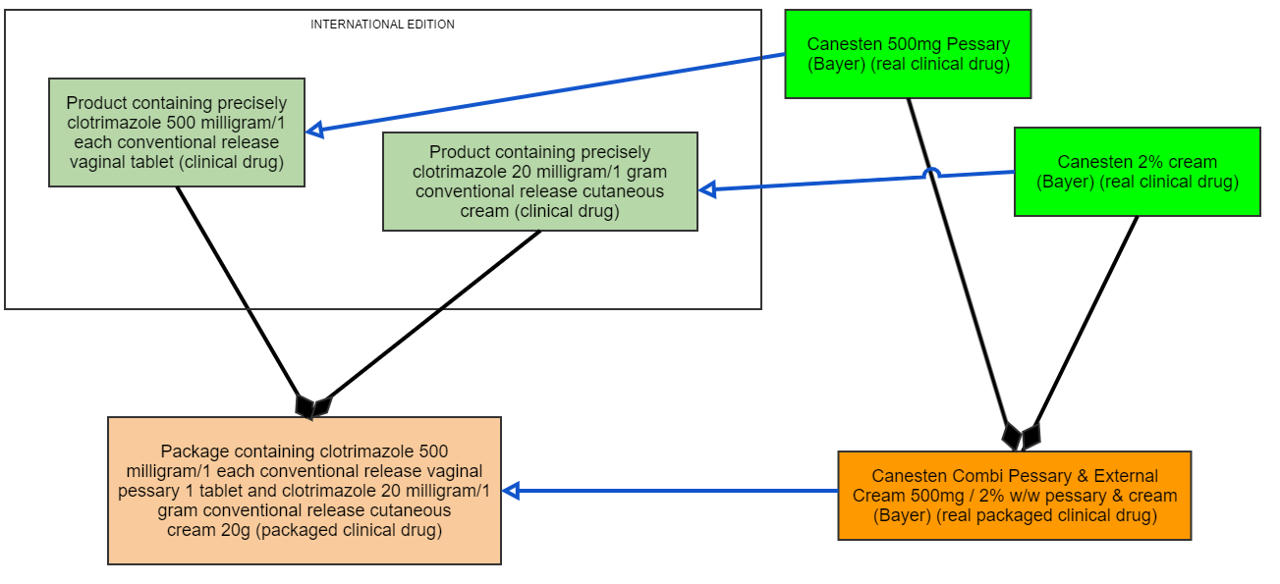 INTERNATIONAL EDITION
Canesten 500mg Pessary
(Bayer) (real clinical drug)
Product containing precisely
clotrimazole 500 milligram/1
each conventional release
vaginal tablet (clinical drug)
Product containing precisely
clotrimazole 20 milligram/1 gram
conventional release cutaneous
cream (clinical drug)
Canesten 2% cream
(Bayer) (real clinical drug)
Package containing clotrimazole 500
milligram/1 each conventional release vaginal
pessary 1 tablet and clotrimazole 20 milligram/1
gram conventional release cutaneous
cream 20g (packaged clinical drug)
Canesten Combi Pessary & External
Cream 500mg / 2% w/w pessary & cream
(Bayer) (real packaged clinical drug)